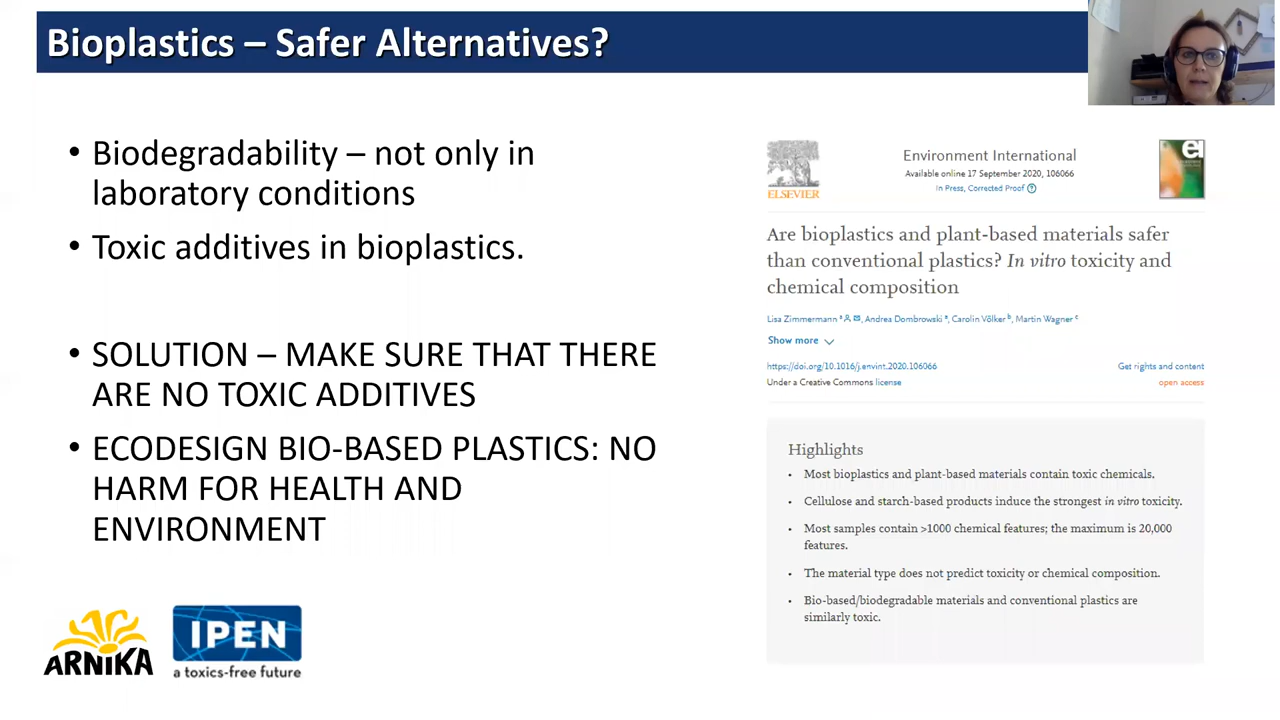 Bioplastics – Safer Alternatives?
• Biodegradability – not only in
laboratory conditions
• Toxic additives in bioplastics.
• SOLUTION – MAKE SURE THAT THERE
ARE NO TOXIC ADDITIVES
• ECODESIGN BIO-BASED PLASTICS: NO
HARM FOR HEALTH AND
ENVIRONMENT
ARNIKA
IPEN
a toxics-free future
ELSEVIER
Environment International
Available online 17 September 2020, 106066
In Press, Corrected Proof
Are bioplastics and plant-based materials safer
than conventional plastics? In vitro toxicity and
chemical composition
Lisa Zimmermann a, Andrea Dombrowski a, Carolin Völker b, Martin Wagner c
Show more
https://doi.org/10.1016/j.envint.2020.106066
Get rights and content
Under a Creative Commons license
open access
Highlights
• Most bioplastics and plant-based materials contain toxic chemicals.
• Cellulose and starch-based products induce the strongest in vitro toxicity.
• Most samples contain >1000 chemical features; the maximum is 20,000
features.
• The material type does not predict toxicity or chemical composition.
• Bio-based/biodegradable materials and conventional plastics are
similarly toxic.